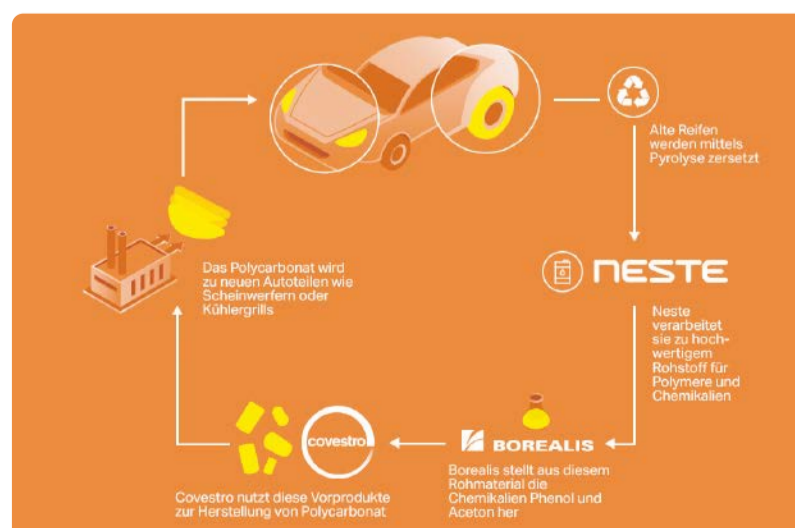 Alte Reifen
werden mittels
Pyrolyse zersetzt
NESTE
Neste
verarbeitet
sie zu hoch-
wertigem
Rohstoff für
Polymere und
Chemikalien
BOREALIS
Borealis stellt aus diesem
Rohmaterial die
Chemikalien Phenol und
Aceton her
covestro
Covestro nutzt diese Vorprodukte
zur Herstellung von Polycarbonat
Das Polycarbonat wird
zu neuen Autoteilen wie
Scheinwerfern oder
Kühlergrills